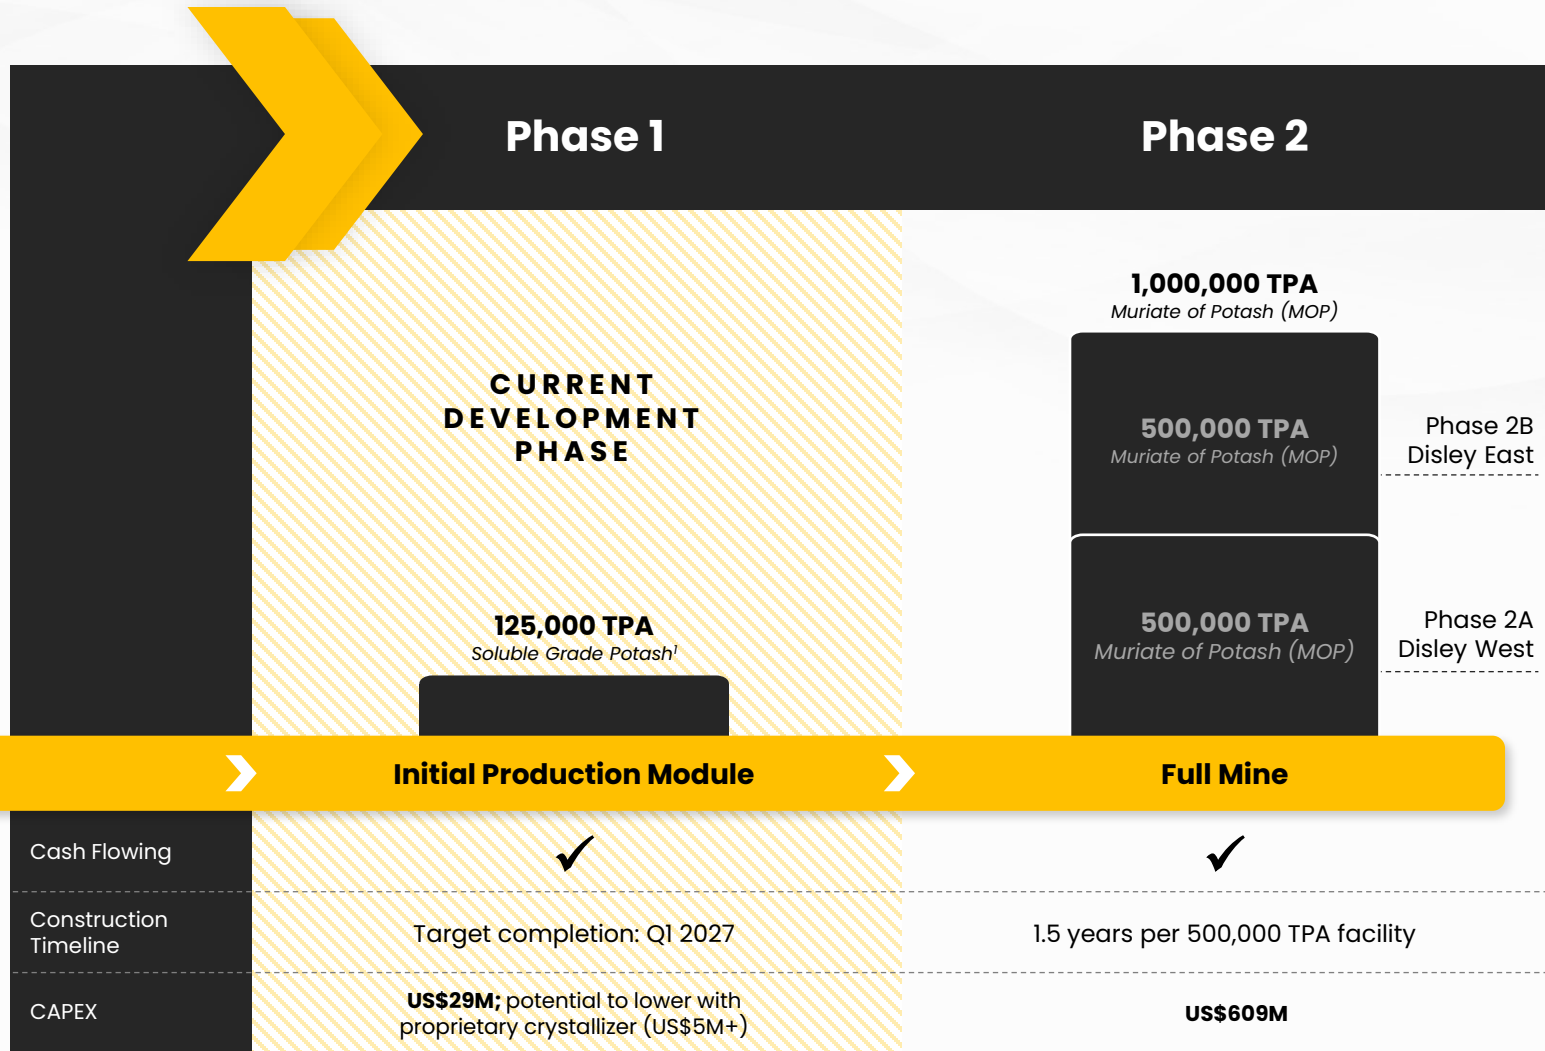 Phase 1
Phase 2
CURRENT
DEVELOPMENT
PHASE
125,000 TPA
Soluble Grade Potash¹
1,000,000 TPA
Muriate of Potash (MOP)
500,000 TPA
Muriate of Potash (MOP)
Phase 2B
Disley East
500,000 TPA
Muriate of Potash (MOP)
Phase 2A
Disley West
Initial Production Module
Full Mine
Cash Flowing
Construction
Timeline
Target completion: Q1 2027
1.5 years per 500,000 TPA facility
CAPEX
US$29M; potential to lower with
proprietary crystallizer (US$5M+)
US$609M